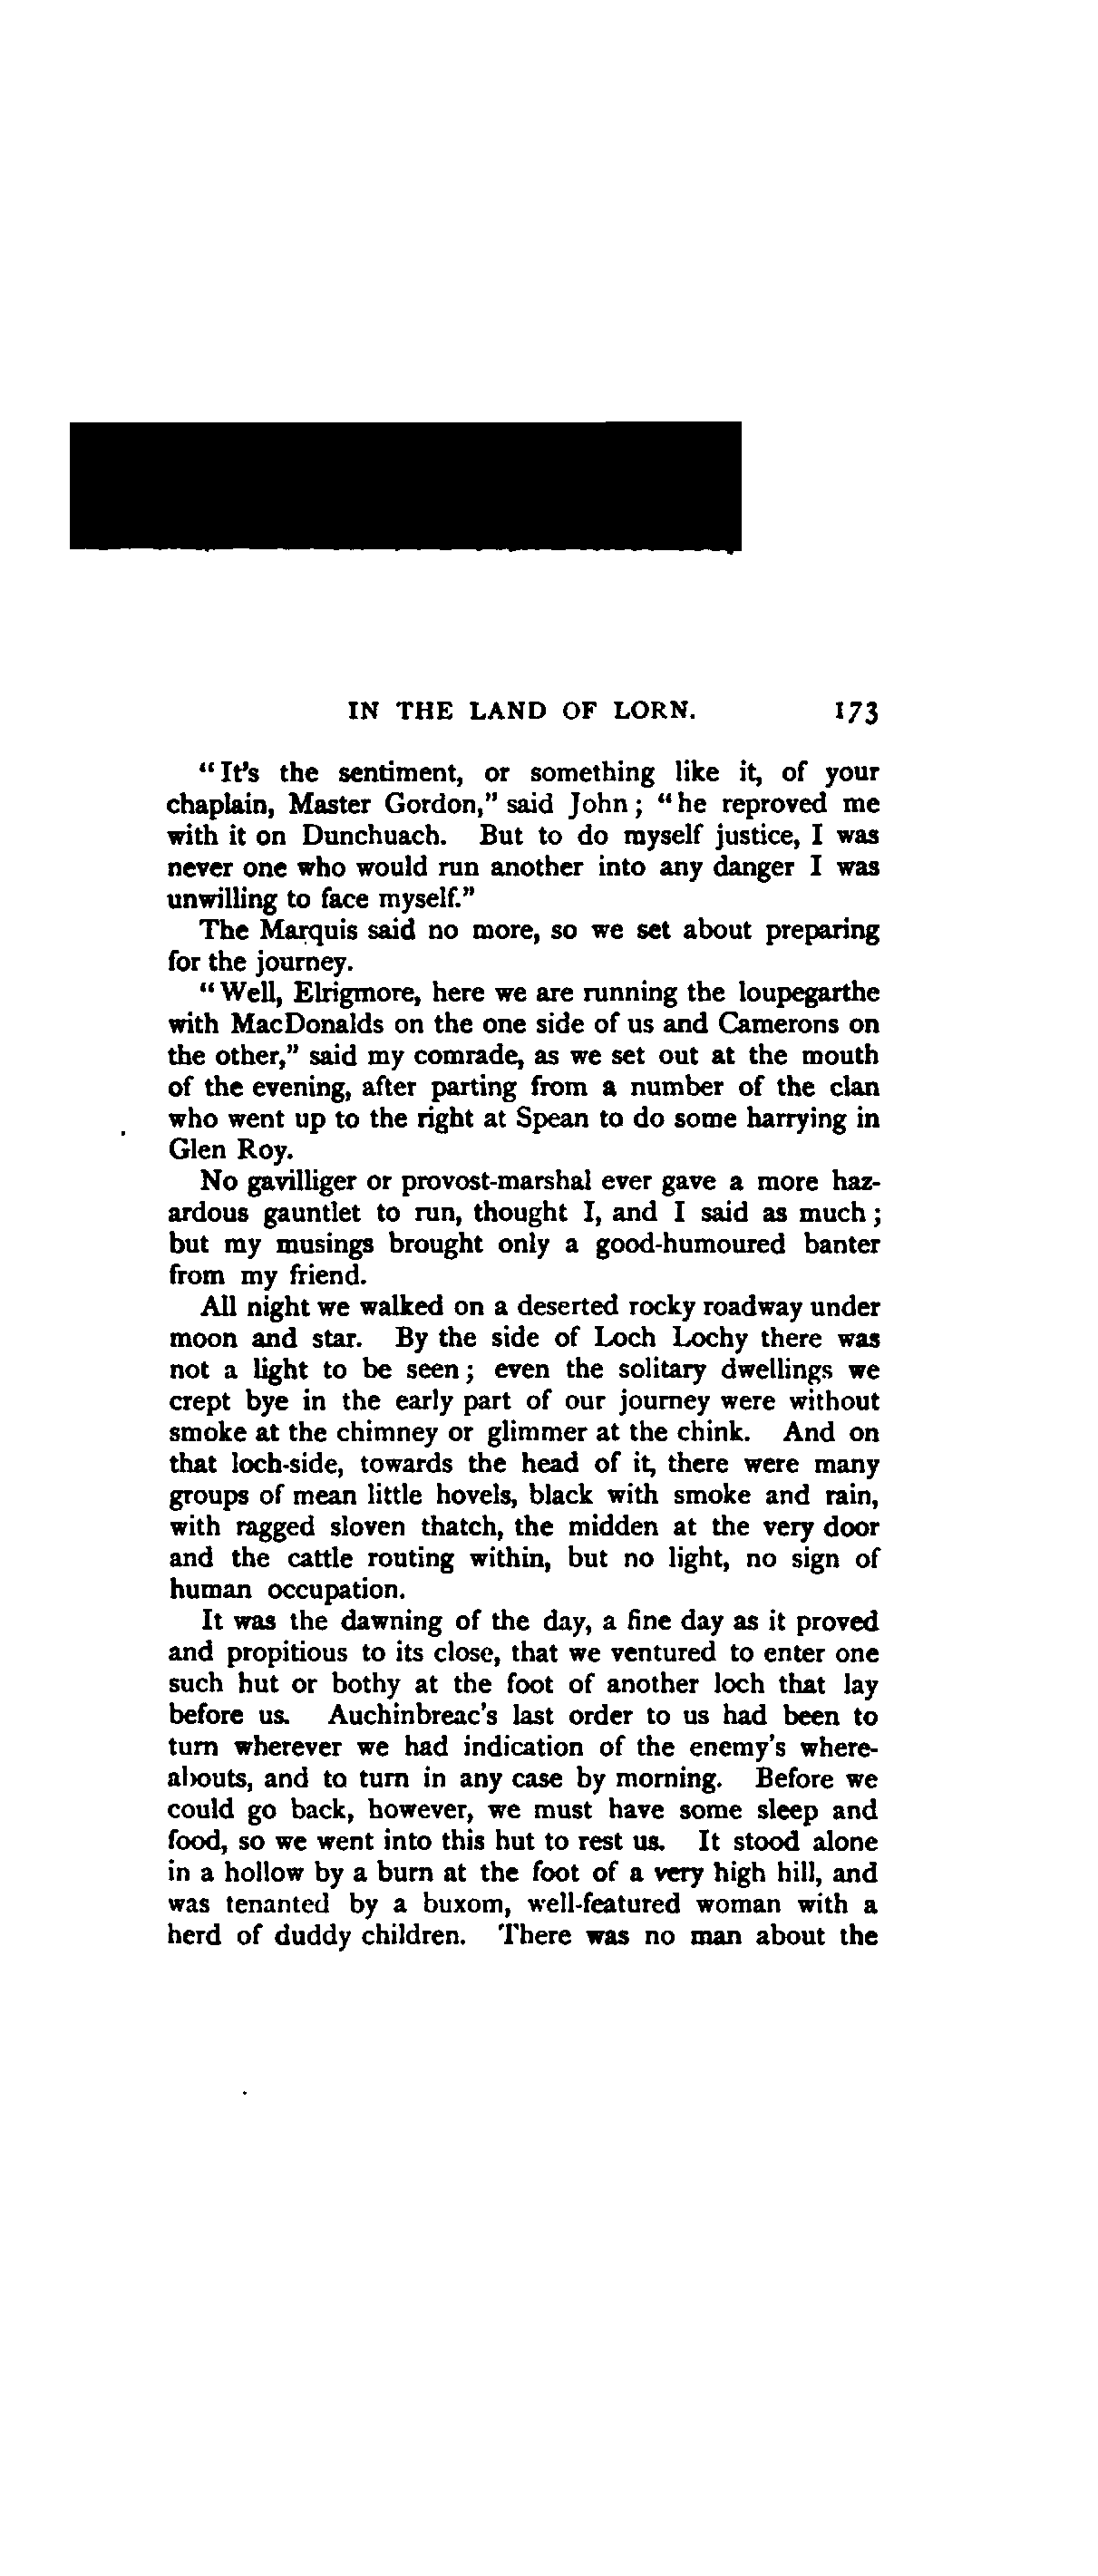 IN THE LAND OF LORN. 173
"It's the sentiment, or something like it, of your
chaplain, Master Gordon," said John; "he reproved me
with it on Dunchuach. But to do myself justice, I was
never one who would run another into any danger I was
unwilling to face myself."
The Marquis said no more, so we set about preparing
for the journey.
"Well, Elrigmore, here we are running the loupegarthe
with MacDonalds on the one side of us and Camerons on
the other," said my comrade, as we set out at the mouth
of the evening, after parting from a number of the clan
who went up to the right at Spean to do some harrying in
Glen Roy.
No gavilliger or provost-marshal ever gave a more haz-
ardous gauntlet to run, thought I, and I said as much;
but my musings brought only a good-humoured banter
from my friend.
All night we walked on a deserted rocky roadway under
moon and star. By the side of Loch Lochy there was
not a light to be seen; even the solitary dwellings we
crept bye in the early part of our journey were without
smoke at the chimney or glimmer at the chink. And on
that loch-side, towards the head of it, there were many
groups of mean little hovels, black with smoke and rain,
with ragged sloven thatch, the midden at the very door
and the cattle routing within, but no light, no sign of
human occupation.
It was the dawning of the day, a fine day as it proved
and propitious to its close, that we ventured to enter one
such hut or bothy at the foot of another loch that lay
before us. Auchinbreac's last order to us had been to
turn wherever we had indication of the enemy's where-
abouts, and to turn in any case by morning. Before we
could go back, however, we must have some sleep and
food, so we went into this hut to rest us. It stood alone
in a hollow by a burn at the foot of a very high hill, and
was tenanted by a buxom, well-featured woman with a
herd of duddy children. There was no man about the